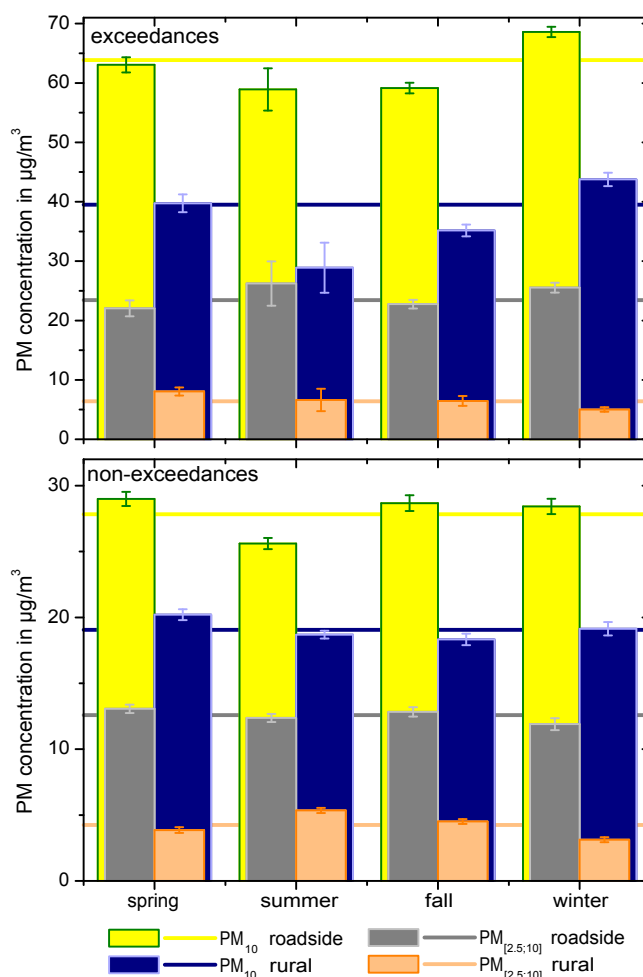 exceedances
PM concentration in µg/m³
70
60
50
40
30
20
10
0
non-exceedances
PM concentration in µg/m³
30
20
10
0
spring summer fall winter
PM₁₀ roadside PM[2.5;10] roadside
PM₁₀ rural PM[2.5;10] rural